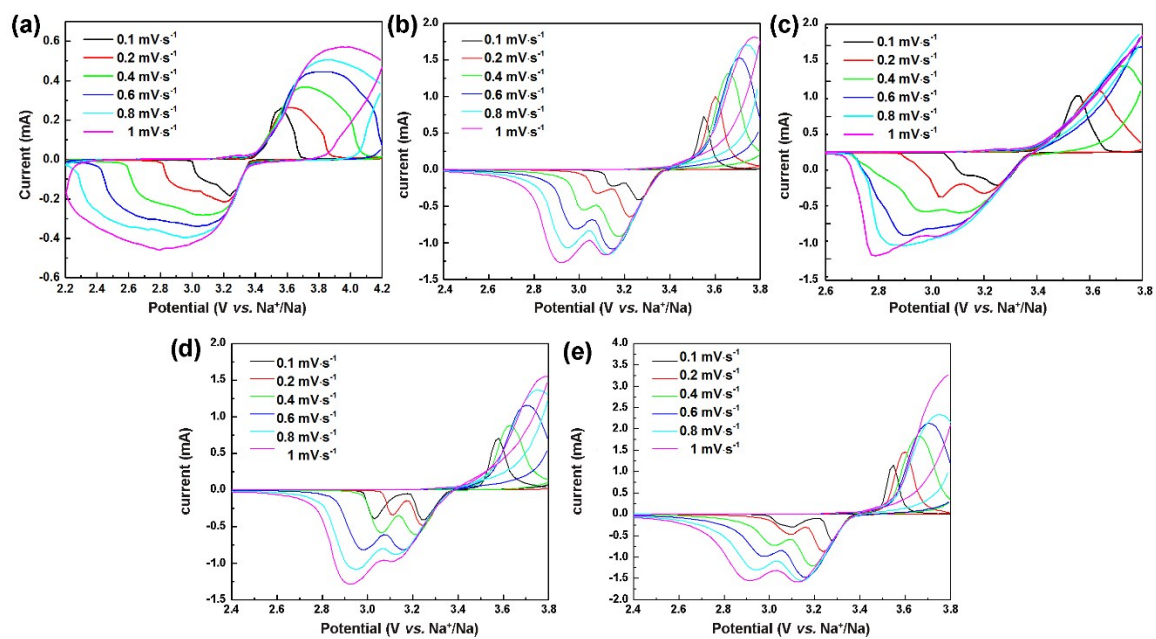 (a)
0.1 mV·s⁻¹
0.2 mV·s⁻¹
0.4 mV·s⁻¹
0.6 mV·s⁻¹
0.8 mV·s⁻¹
1 mV·s⁻¹
Current (mA)
0.6
0.4
0.2
0.0
-0.2
-0.4
-0.6
2.2 2.4 2.6 2.8 3.0 3.2 3.4 3.6 3.8 4.0 4.2
Potential (V vs. Na⁺/Na)
(b)
0.1 mV·s⁻¹
0.2 mV·s⁻¹
0.4 mV·s⁻¹
0.6 mV·s⁻¹
0.8 mV·s⁻¹
1 mV·s⁻¹
Current (mA)
2.0
1.5
1.0
0.5
0.0
-0.5
-1.0
-1.5
2.4 2.6 2.8 3.0 3.2 3.4 3.6 3.8
Potential (V vs. Na⁺/Na)
(c)
0.1 mV·s⁻¹
0.2 mV·s⁻¹
0.4 mV·s⁻¹
0.6 mV·s⁻¹
0.8 mV·s⁻¹
1 mV·s⁻¹
current (mA)
2.0
1.5
1.0
0.5
0.0
-0.5
-1.0
-1.5
2.6 2.8 3.0 3.2 3.4 3.6 3.8
Potential (V vs. Na⁺/Na)
(d)
0.1 mV·s⁻¹
0.2 mV·s⁻¹
0.4 mV·s⁻¹
0.6 mV·s⁻¹
0.8 mV·s⁻¹
1 mV·s⁻¹
current (mA)
2.0
1.5
1.0
0.5
0.0
-0.5
-1.0
-1.5
2.4 2.6 2.8 3.0 3.2 3.4 3.6 3.8
Potential (V vs. Na⁺/Na)
(e)
0.1 mV·s⁻¹
0.2 mV·s⁻¹
0.4 mV·s⁻¹
0.6 mV·s⁻¹
0.8 mV·s⁻¹
1 mV·s⁻¹
current (mA)
4.0
3.5
3.0
2.5
2.0
1.5
1.0
0.5
0.0
-0.5
-1.0
-1.5
-2.0
2.4 2.6 2.8 3.0 3.2 3.4 3.6 3.8
Potential (V vs. Na⁺/Na)